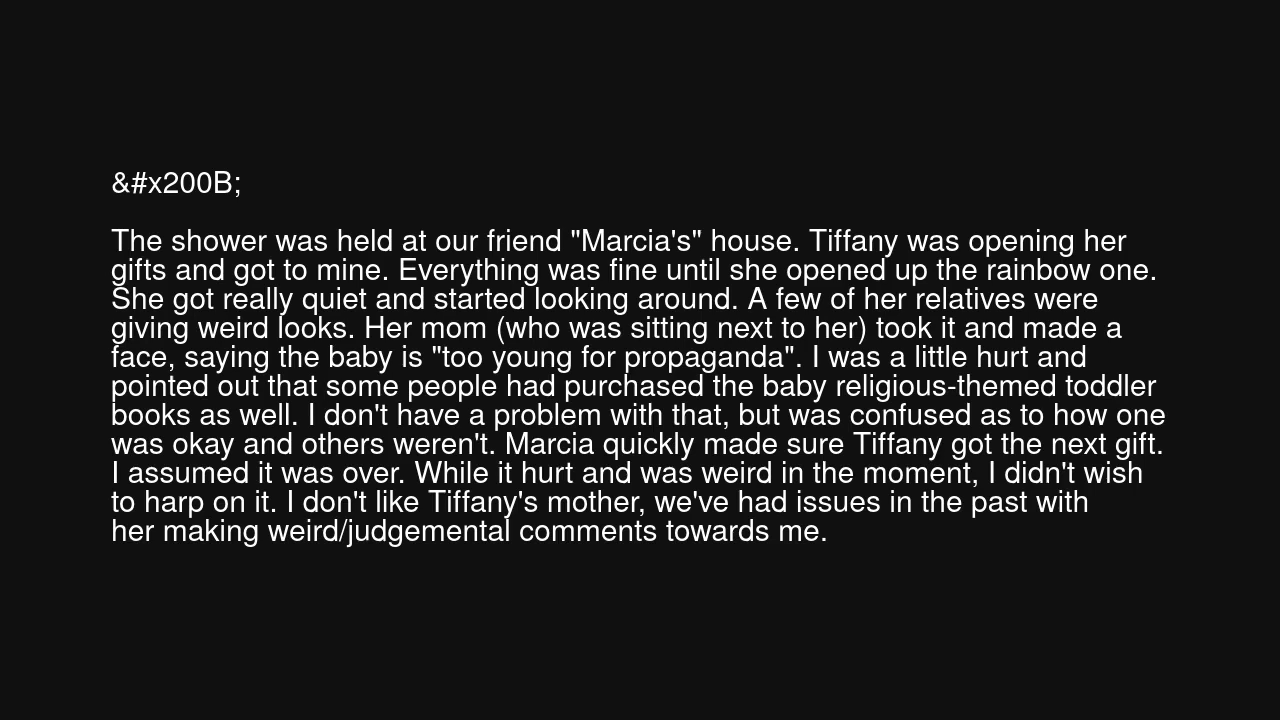 &#x200B;
The shower was held at our friend "Marcia's" house. Tiffany was opening her
gifts and got to mine. Everything was fine until she opened up the rainbow one.
She got really quiet and started looking around. A few of her relatives were
giving weird looks. Her mom (who was sitting next to her) took it and made a
face, saying the baby is "too young for propaganda". I was a little hurt and
pointed out that some people had purchased the baby religious-themed toddler
books as well. I don't have a problem with that, but was confused as to how one
was okay and others weren't. Marcia quickly made sure Tiffany got the next gift.
I assumed it was over. While it hurt and was weird in the moment, I didn't wish
to harp on it. I don't like Tiffany's mother, we've had issues in the past with
her making weird/judgemental comments towards me.